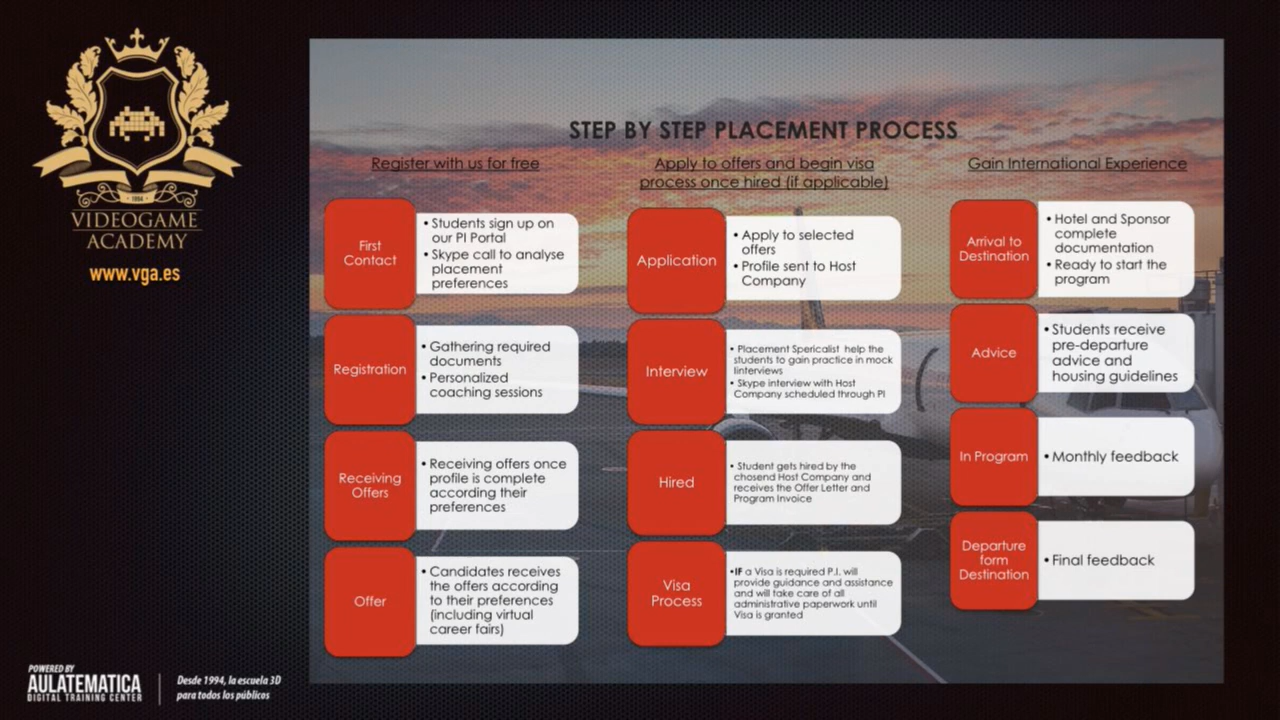 1994
VIDEOGAME
ACADEMY
www.vga.es
STEP BY STEP PLACEMENT PROCESS
Register with us for free
First
Contact
• Students sign up on
our PI Portal
• Skype call to analyse
placement
preferences
Registration
• Gathering required
documents
• Personalized
coaching sessions
Receiving
Offers
• Receiving offers once
profile is complete
according their
preferences
Offer
• Candidates receives
the offers according
to their preferences
(including virtual
career fairs)
Apply to offers and begin visa
process once hired (if applicable)
Application
• Apply to selected
offers
• Profile sent to Host
Company
Interview
• Placement Spericalist help the
students to gain practice in mock
Iinterviews
• Skype interview with Host
Company scheduled through PI
Hired
• Student gets hired by the
chosend Host Company and
receives the Offer Letter and
Program Invoice
Visa
Process
•IF a Visa is required P.I. will
provide guidance and assistance
and will take care of all
administrative paperwork until
Visa is granted
Gain International Experience
Arrival to
Destination
• Hotel and Sponsor
complete
documentation
• Ready to start the
program
Advice
• Students receive
pre-departure
advice and
housing guidelines
In Program
• Monthly feedback
Departure
form
Destination
• Final feedback
POWERED BY
AULATEMATICA
DIGITAL TRAINING CENTER
Desde 1994, la escuela 3D
para todos los públicos